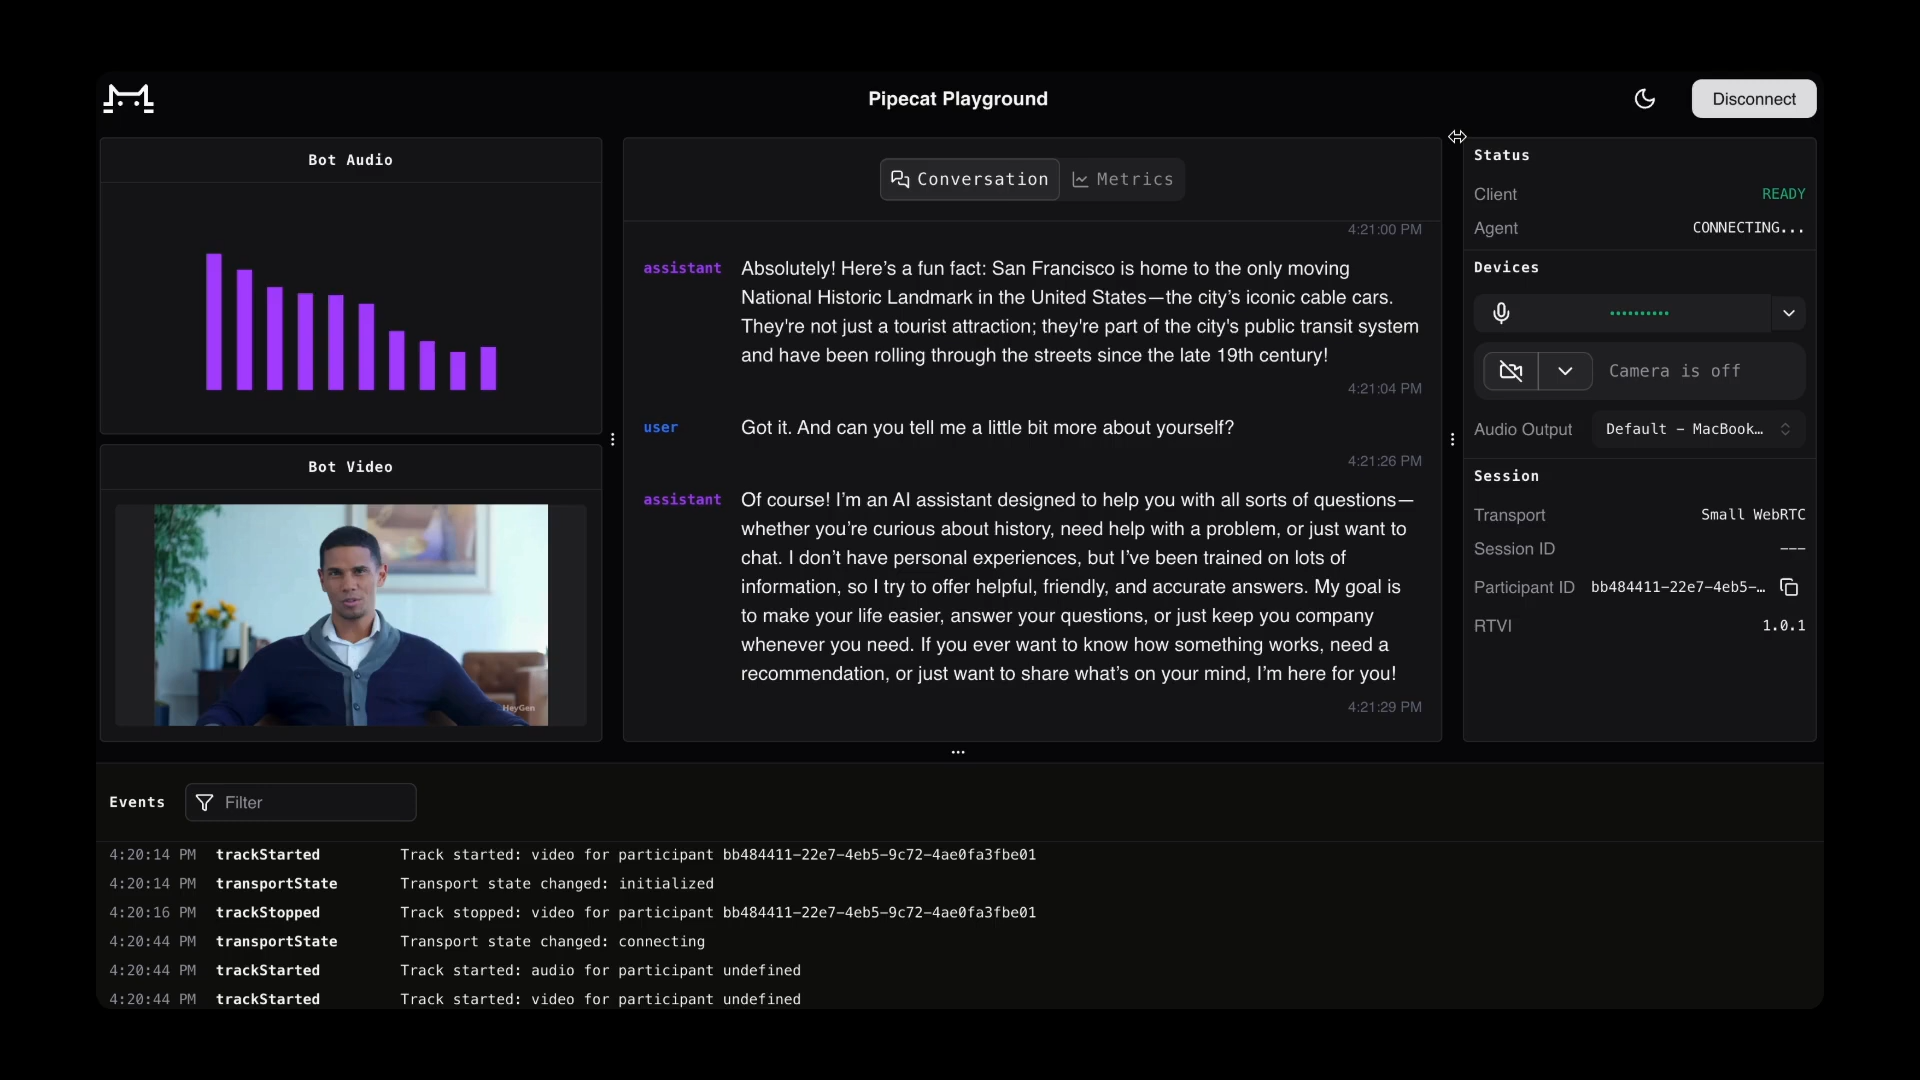 Pipecat Playground
Disconnect
Bot Audio
Bot Video
HeyGen
Conversation
Metrics
4:21:00 PM
assistant
Absolutely! Here’s a fun fact: San Francisco is home to the only moving
National Historic Landmark in the United States—the city’s iconic cable cars.
They're not just a tourist attraction; they're part of the city's public transit system
and have been rolling through the streets since the late 19th century!
4:21:04 PM
user
Got it. And can you tell me a little bit more about yourself?
4:21:26 PM
assistant
Of course! I’m an AI assistant designed to help you with all sorts of questions—
whether you’re curious about history, need help with a problem, or just want to
chat. I don’t have personal experiences, but I’ve been trained on lots of
information, so I try to offer helpful, friendly, and accurate answers. My goal is
to make your life easier, answer your questions, or just keep you company
whenever you need. If you ever want to know how something works, need a
recommendation, or just want to share what’s on your mind, I’m here for you!
4:21:29 PM
Status
Client READY
Agent CONNECTING...
Devices
Camera is off
Audio Output Default - MacBook…
Session
Transport Small WebRTC
Session ID ---
Participant ID bb484411-22e7-4eb5-…
RTVI 1.0.1
Events Filter
4:20:14 PM trackStarted Track started: video for participant bb484411-22e7-4eb5-9c72-4ae0fa3fbe01
4:20:14 PM transportState Transport state changed: initialized
4:20:16 PM trackStopped Track stopped: video for participant bb484411-22e7-4eb5-9c72-4ae0fa3fbe01
4:20:44 PM transportState Transport state changed: connecting
4:20:44 PM trackStarted Track started: audio for participant undefined
4:20:44 PM trackStarted Track started: video for participant undefined